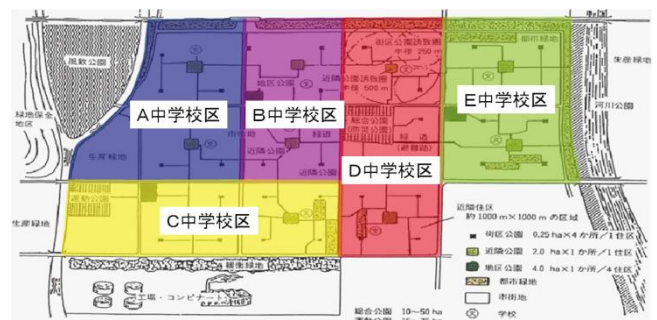 風致公園
緑地保全
地区
生産緑地
A中学校区
地区公園
B中学校区
市街地
近隣公園
緑道
街区公園誘致圏
半径 250 m
近隣公園誘致圏
半径 500 m
総合公園
緑道
(避難路)
D中学校区
都市緑地
E中学校区
生産緑地
河川公園
生産緑地
運動公園
C中学校区
緩衝緑地
工場・コンビナート
近隣住区
約 1000 m×1000 m の区域
街区公園 0.25 ha×4 か所/1 住区
近隣公園 2.0 ha×1 か所/1 住区
地区公園 4.0 ha×1 か所/4 住区
都市緑地
市街地
学校
総合公園 10~50 ha